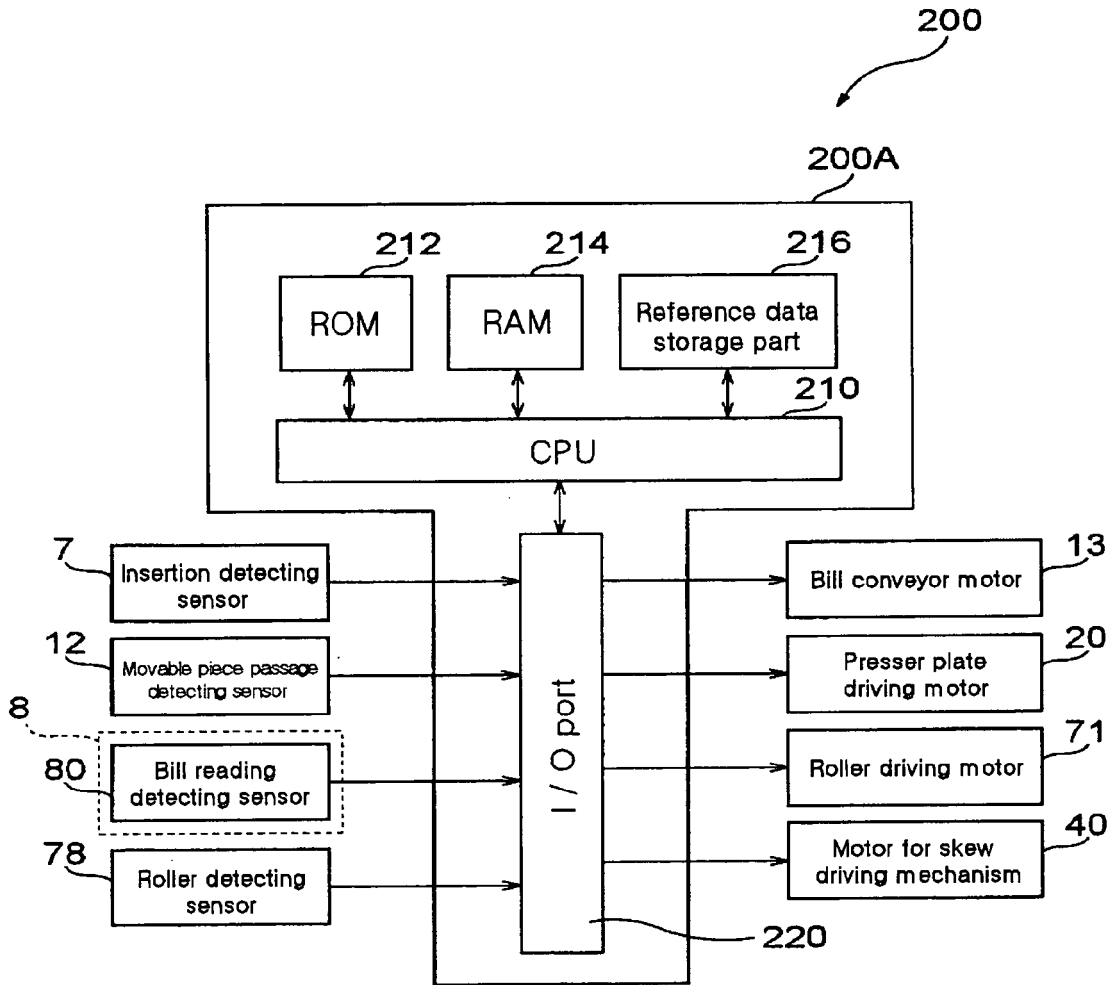 200
200A
212
214
216
ROM
RAM
Reference data
storage part
210
CPU
7
Insertion detecting
sensor
12
Movable piece passage
detecting sensor
8
80
Bill reading
detecting sensor
78
Roller detecting
sensor
I / O port
220
Bill conveyor motor
13
Presser plate
driving motor
20
Roller driving motor
71
Motor for skew
driving mechanism
40